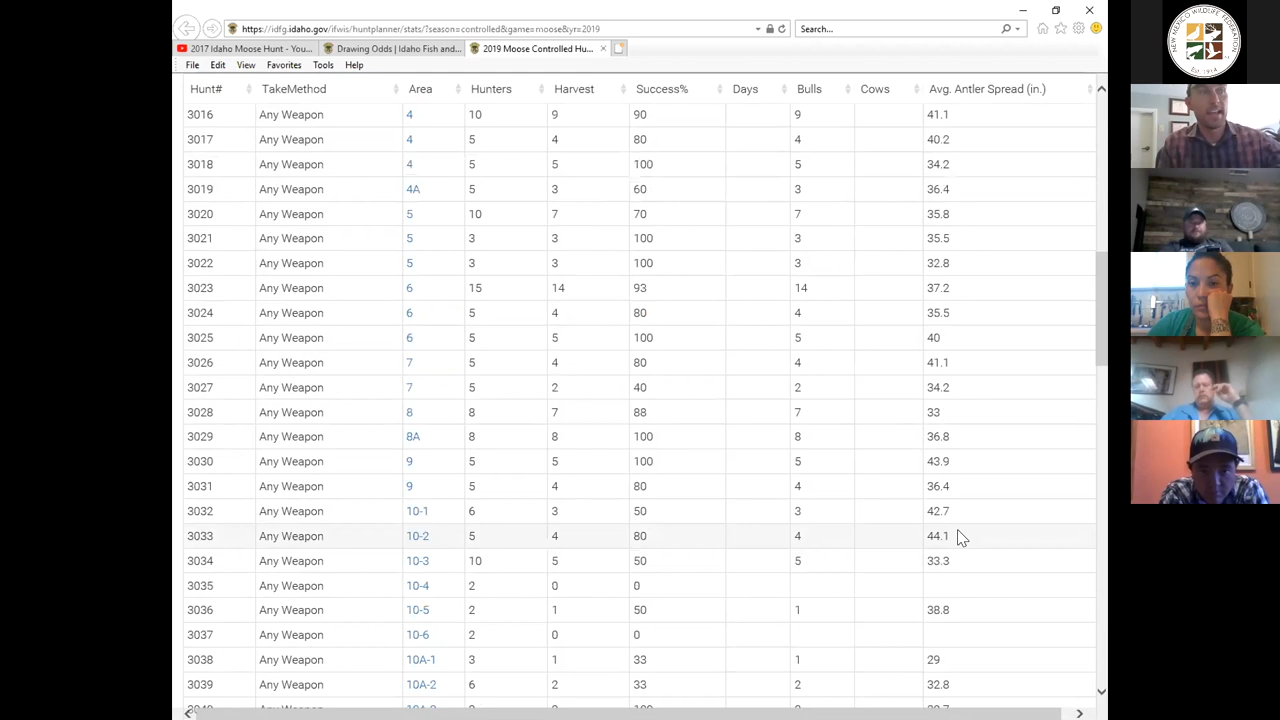 https://idfg.idaho.gov/ifwis/huntplanner/stats/?season=controlled&game=moose&yr=2019 Search...
2017 Idaho Moose Hunt - You... Drawing Odds | Idaho Fish and... 2019 Moose Controlled Hu...
File Edit View Favorites Tools Help
Hunt# TakeMethod Area Hunters Harvest Success% Days Bulls Cows Avg. Antler Spread (in.)
3016 Any Weapon 4 10 9 90 9 41.1
3017 Any Weapon 4 5 4 80 4 40.2
3018 Any Weapon 4 5 5 100 5 34.2
3019 Any Weapon 4A 5 3 60 3 36.4
3020 Any Weapon 5 10 7 70 7 35.8
3021 Any Weapon 5 3 3 100 3 35.5
3022 Any Weapon 5 3 3 100 3 32.8
3023 Any Weapon 6 15 14 93 14 37.2
3024 Any Weapon 6 5 4 80 4 35.5
3025 Any Weapon 6 5 5 100 5 40
3026 Any Weapon 7 5 4 80 4 41.1
3027 Any Weapon 7 5 2 40 2 34.2
3028 Any Weapon 8 8 7 88 7 33
3029 Any Weapon 8A 8 8 100 8 36.8
3030 Any Weapon 9 5 5 100 5 43.9
3031 Any Weapon 9 5 4 80 4 36.4
3032 Any Weapon 10-1 6 3 50 3 42.7
3033 Any Weapon 10-2 5 4 80 4 44.1
3034 Any Weapon 10-3 10 5 50 5 33.3
3035 Any Weapon 10-4 2 0 0
3036 Any Weapon 10-5 2 1 50 1 38.8
3037 Any Weapon 10-6 2 0 0
3038 Any Weapon 10A-1 3 1 33 1 29
3039 Any Weapon 10A-2 6 2 33 2 32.8
NEW MEXICO WILDLIFE FEDERATION
EST. 1914